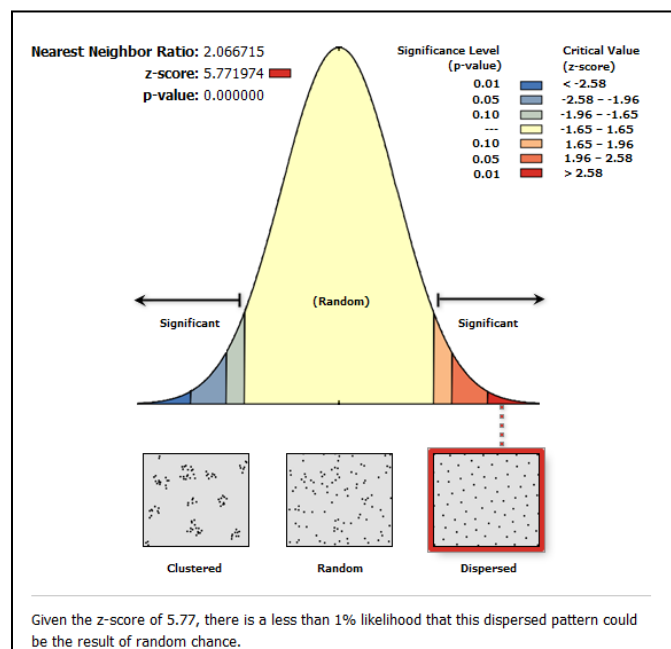 Nearest Neighbor Ratio: 2.066715
z-score: 5.771974
p-value: 0.000000
Significance Level
(p-value)
Critical Value
(z-score)
0.01 < -2.58
0.05 -2.58 – -1.96
0.10 -1.96 – -1.65
--- -1.65 – 1.65
0.10 1.65 – 1.96
0.05 1.96 – 2.58
0.01 > 2.58
(Random)
Significant
Significant
Clustered
Random
Dispersed
Given the z-score of 5.77, there is a less than 1% likelihood that this dispersed pattern could
be the result of random chance.